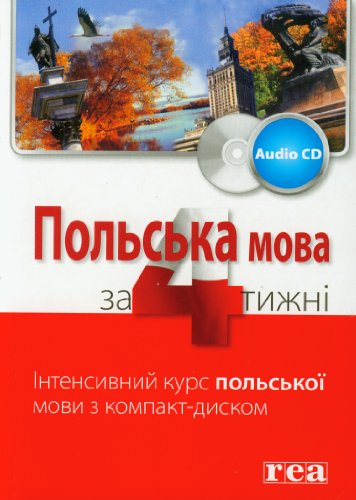 Audio CD
Польська мова
за 4 тижні
Інтенсивний курс польської
мови з компакт-диском
rea